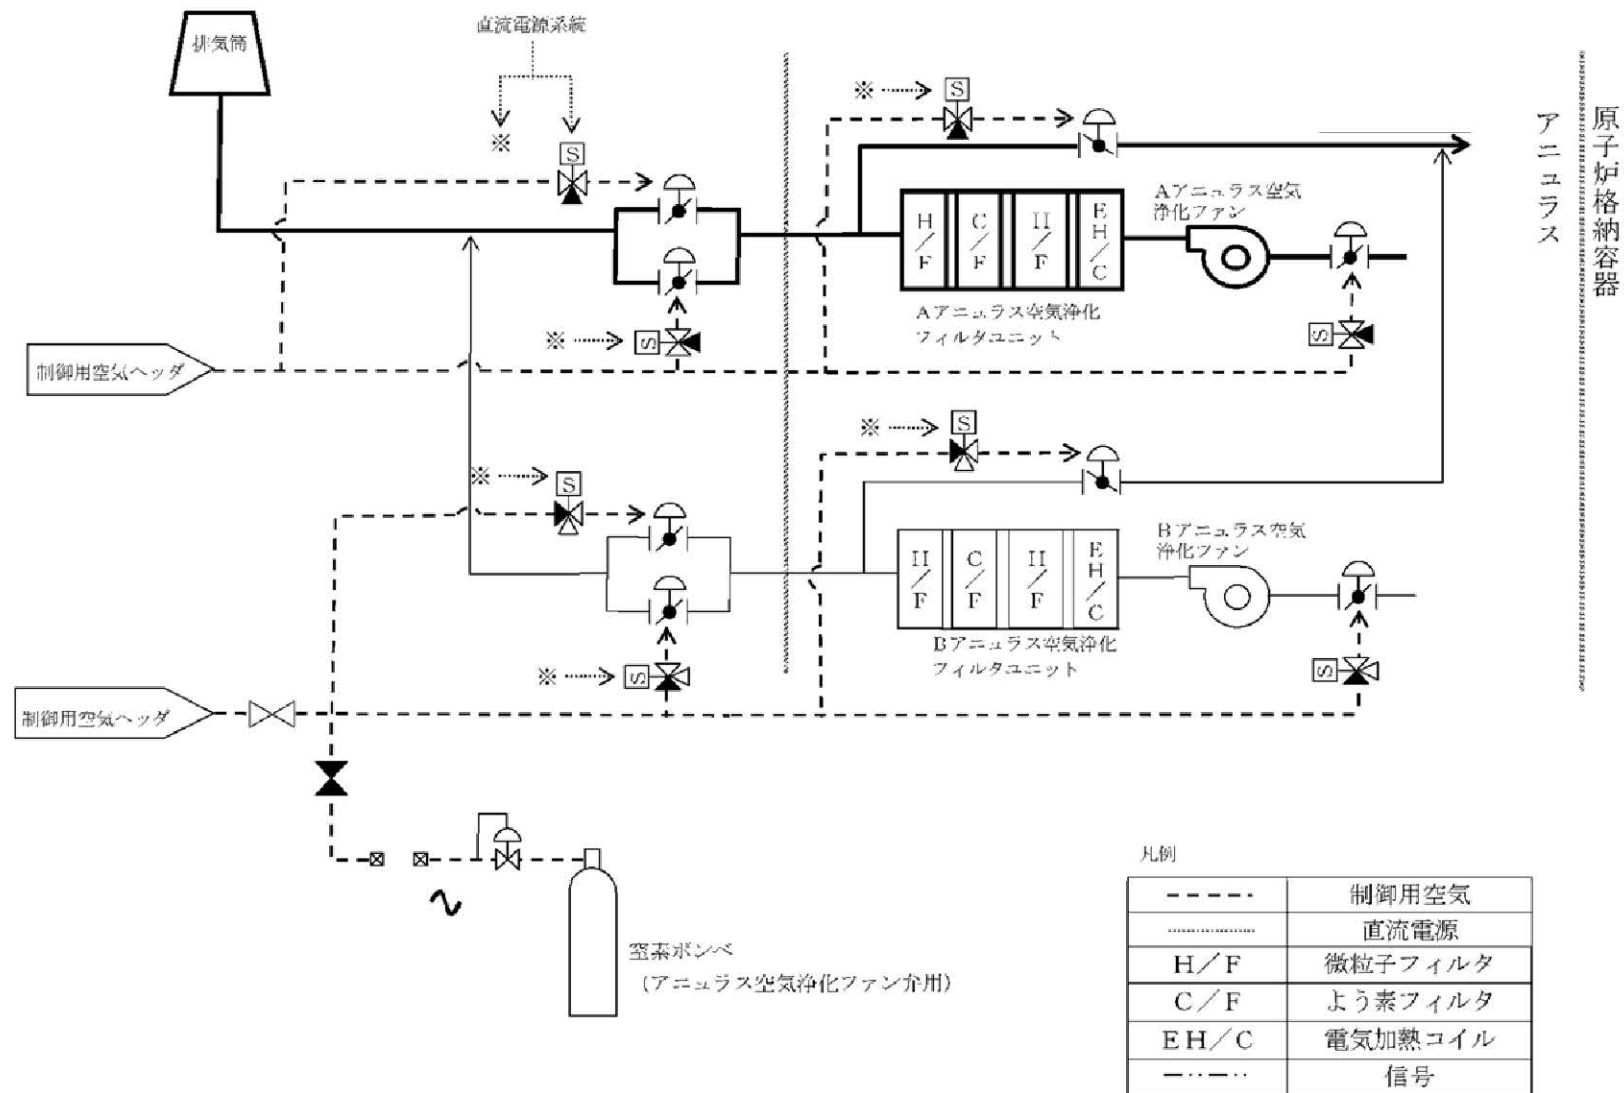 排気筒
直流電源系統
※
※
S
S
※
S
H/F
C/F
H/F
EH/C
Aアニュラス空気
浄化ファン
Aアニュラス空気浄化
フィルタユニット
S
アニュラス
原子炉格納容器
制御用空気ヘッダ
※
S
※
S
※
S
H/F
C/F
H/F
EH/C
Bアニュラス空気
浄化ファン
Bアニュラス空気浄化
フィルタユニット
※
S
S
制御用空気ヘッダ
窒素ボンベ
(アニュラス空気浄化ファン弁用)
凡例
制御用空気
直流電源
H/F 微粒子フィルタ
C/F よう素フィルタ
EH/C 電気加熱コイル
信号